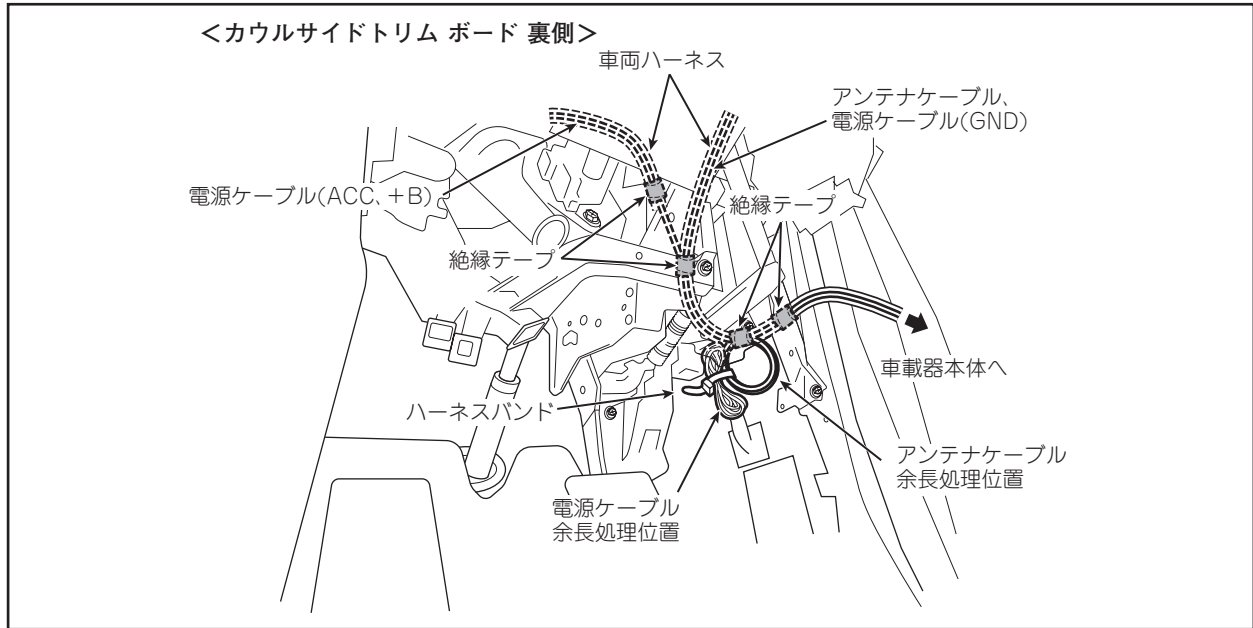 ＜カウルサイドトリム ボード 裏側＞
車両ハーネス
アンテナケーブル、
電源ケーブル(GND)
電源ケーブル(ACC、＋B)
絶縁テープ
絶縁テープ
車載器本体へ
ハーネスバンド
アンテナケーブル
余長処理位置
電源ケーブル
余長処理位置